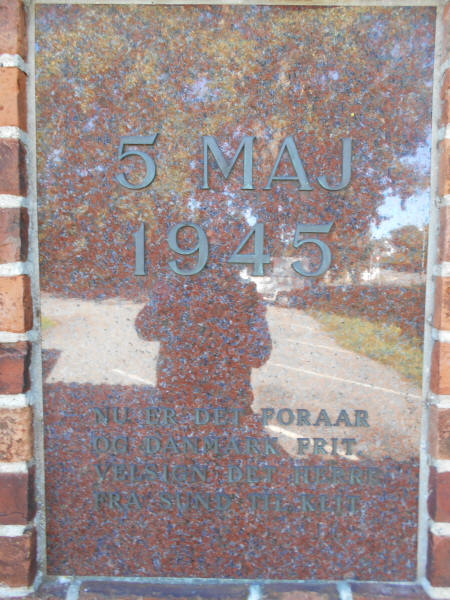 5 MAJ
1945
NU ER DET FORAAR
OG DANMARK FRIT.
VELSIGN DET HERRE
FRA SUND TIL KLIT.